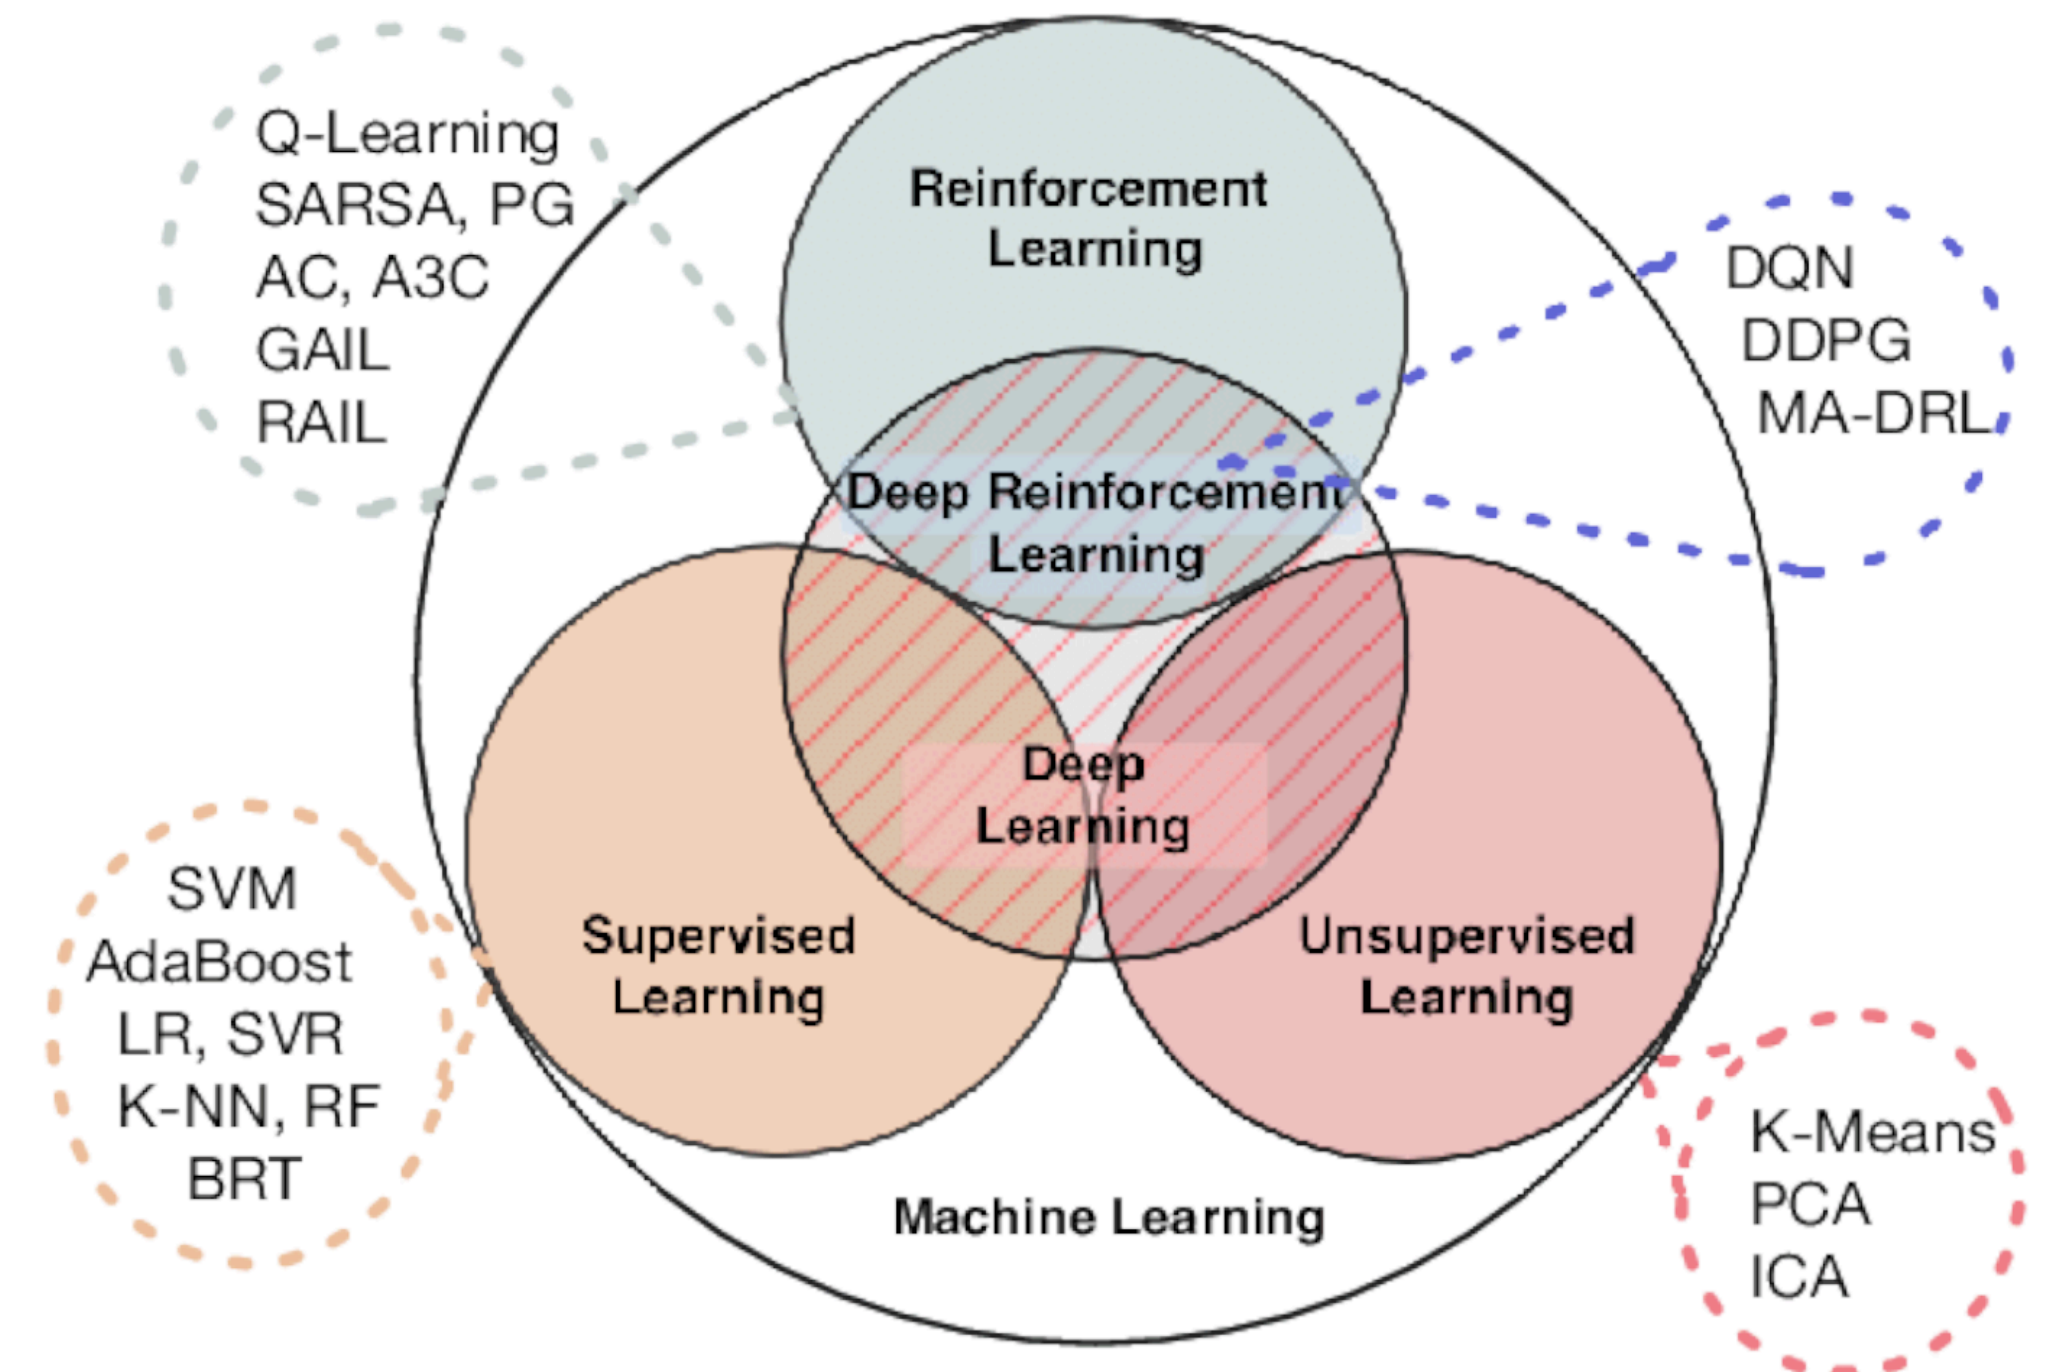 Q-Learning
SARSA, PG
AC, A3C
GAIL
RAIL
Reinforcement
Learning
DQN
DDPG
MA-DRL
Deep Reinforcement
Learning
Deep
Learning
SVM
AdaBoost
LR, SVR
K-NN, RF
BRT
Supervised
Learning
Unsupervised
Learning
K-Means
PCA
ICA
Machine Learning